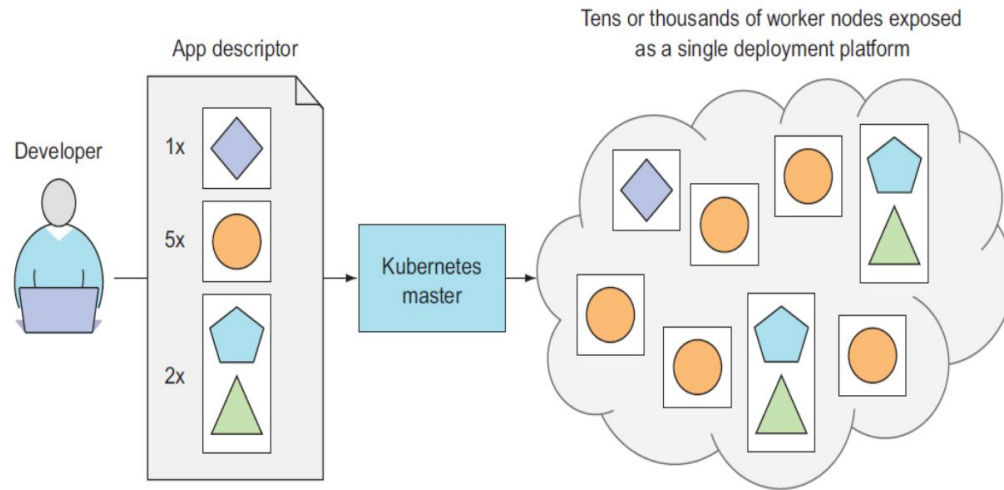 Tens or thousands of worker nodes exposed
as a single deployment platform
App descriptor
Developer
1x
5x
2x
Kubernetes
master